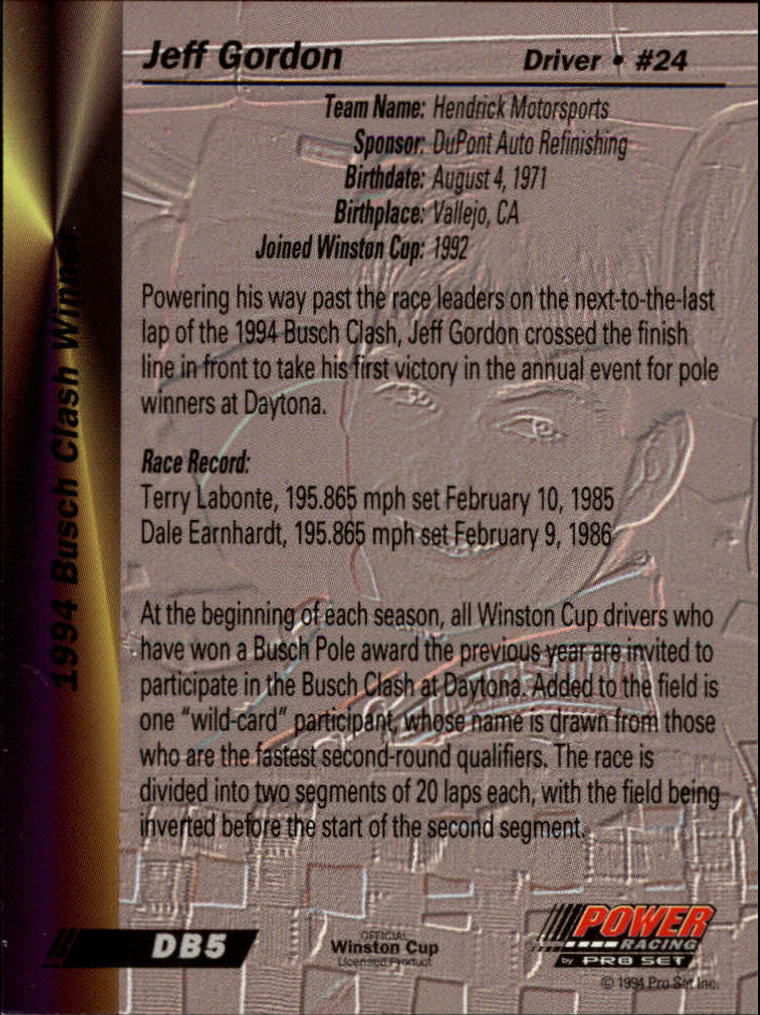 Jeff Gordon
Driver • #24
Team Name: Hendrick Motorsports
Sponsor: DuPont Auto Refinishing
Birthdate: August 4, 1971
Birthplace: Vallejo, CA
Joined Winston Cup: 1992
1994 Busch Clash Winner
Powering his way past the race leaders on the next-to-the-last
lap of the 1994 Busch Clash, Jeff Gordon crossed the finish
line in front to take his first victory in the annual event for pole
winners at Daytona.
Race Record:
Terry Labonte, 195.865 mph set February 10, 1985
Dale Earnhardt, 195.865 mph set February 9, 1986
At the beginning of each season, all Winston Cup drivers who
have won a Busch Pole award the previous year are invited to
participate in the Busch Clash at Daytona. Added to the field is
one "wild-card" participant, whose name is drawn from those
who are the fastest second-round qualifiers. The race is
divided into two segments of 20 laps each, with the field being
inverted before the start of the second segment.
DB5
OFFICIAL
Winston Cup
Licensed Product
POWER
RACING
by PRO SET
© 1994 Pro Set Inc.